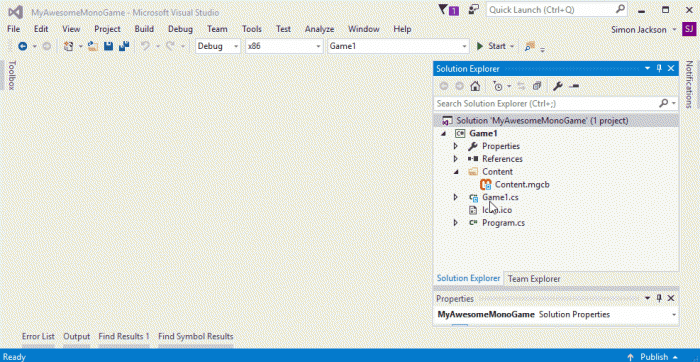 MyAwesomeMonoGame - Microsoft Visual Studio
1
Quick Launch (Ctrl+Q)
File Edit View Project Build Debug Team Tools Test Analyze Window Help
Simon Jackson SJ
Debug x86 Game1 Start
Toolbox
Notifications
Solution Explorer
Search Solution Explorer (Ctrl+;)
Solution 'MyAwesomeMonoGame' (1 project)
Game1
Properties
References
Content
Content.mgcb
Game1.cs
Icon.ico
Program.cs
Solution Explorer Team Explorer
Properties
MyAwesomeMonoGame Solution Properties
Error List Output Find Results 1 Find Symbol Results
Ready
Publish